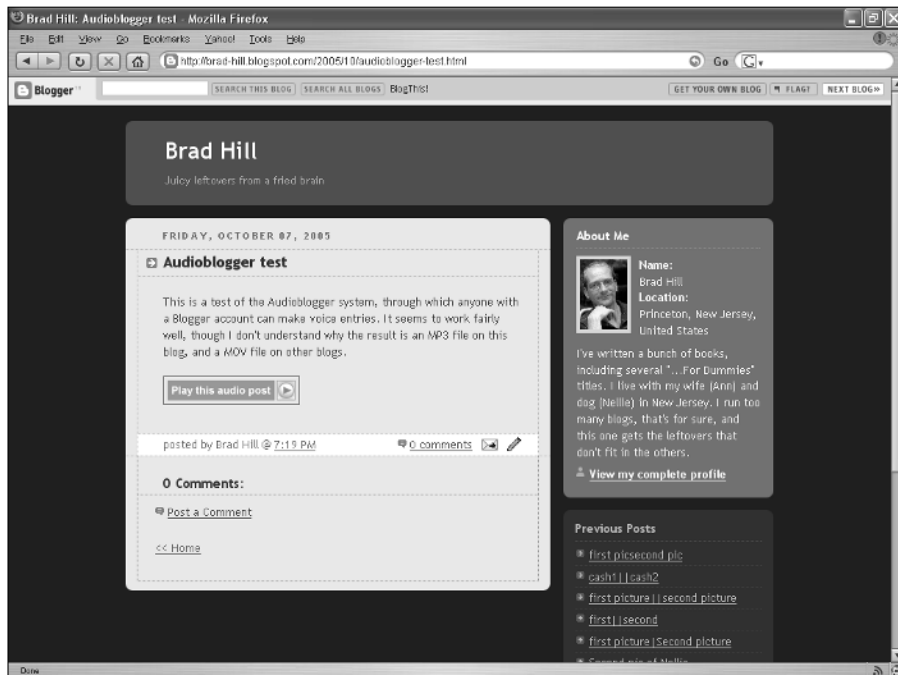 Brad Hill: Audioblogger test - Mozilla Firefox
File Edit View Go Bookmarks Yahoo! Tools Help
http://brad-hill.blogspot.com/2005/10/audioblogger-test.html
Go
G
Blogger
SEARCH THIS BLOG SEARCH ALL BLOGS BlogThis!
GET YOUR OWN BLOG FLAG? NEXT BLOG»
Brad Hill
Juicy leftovers from a fried brain
FRIDAY, OCTOBER 07, 2005
Audioblogger test
This is a test of the Audioblogger system, through which anyone with
a Blogger account can make voice entries. It seems to work fairly
well, though I don't understand why the result is an MP3 file on this
blog, and a MOV file on other blogs.
Play this audio post
posted by Brad Hill @ 7:19 PM
0 comments
0 Comments:
Post a Comment
<< Home
About Me
Name:
Brad Hill
Location:
Princeton, New Jersey,
United States
I've written a bunch of books,
including several "...For Dummies"
titles. I live with my wife (Ann) and
dog (Nellie) in New Jersey. I run too
many blogs, that's for sure, and
this one gets the leftovers that
don't fit in the others.
View my complete profile
Previous Posts
first picsecond pic
cash1||cash2
first picture||second picture
first||second
first picture|Second picture
Second pic of Nellie
Done